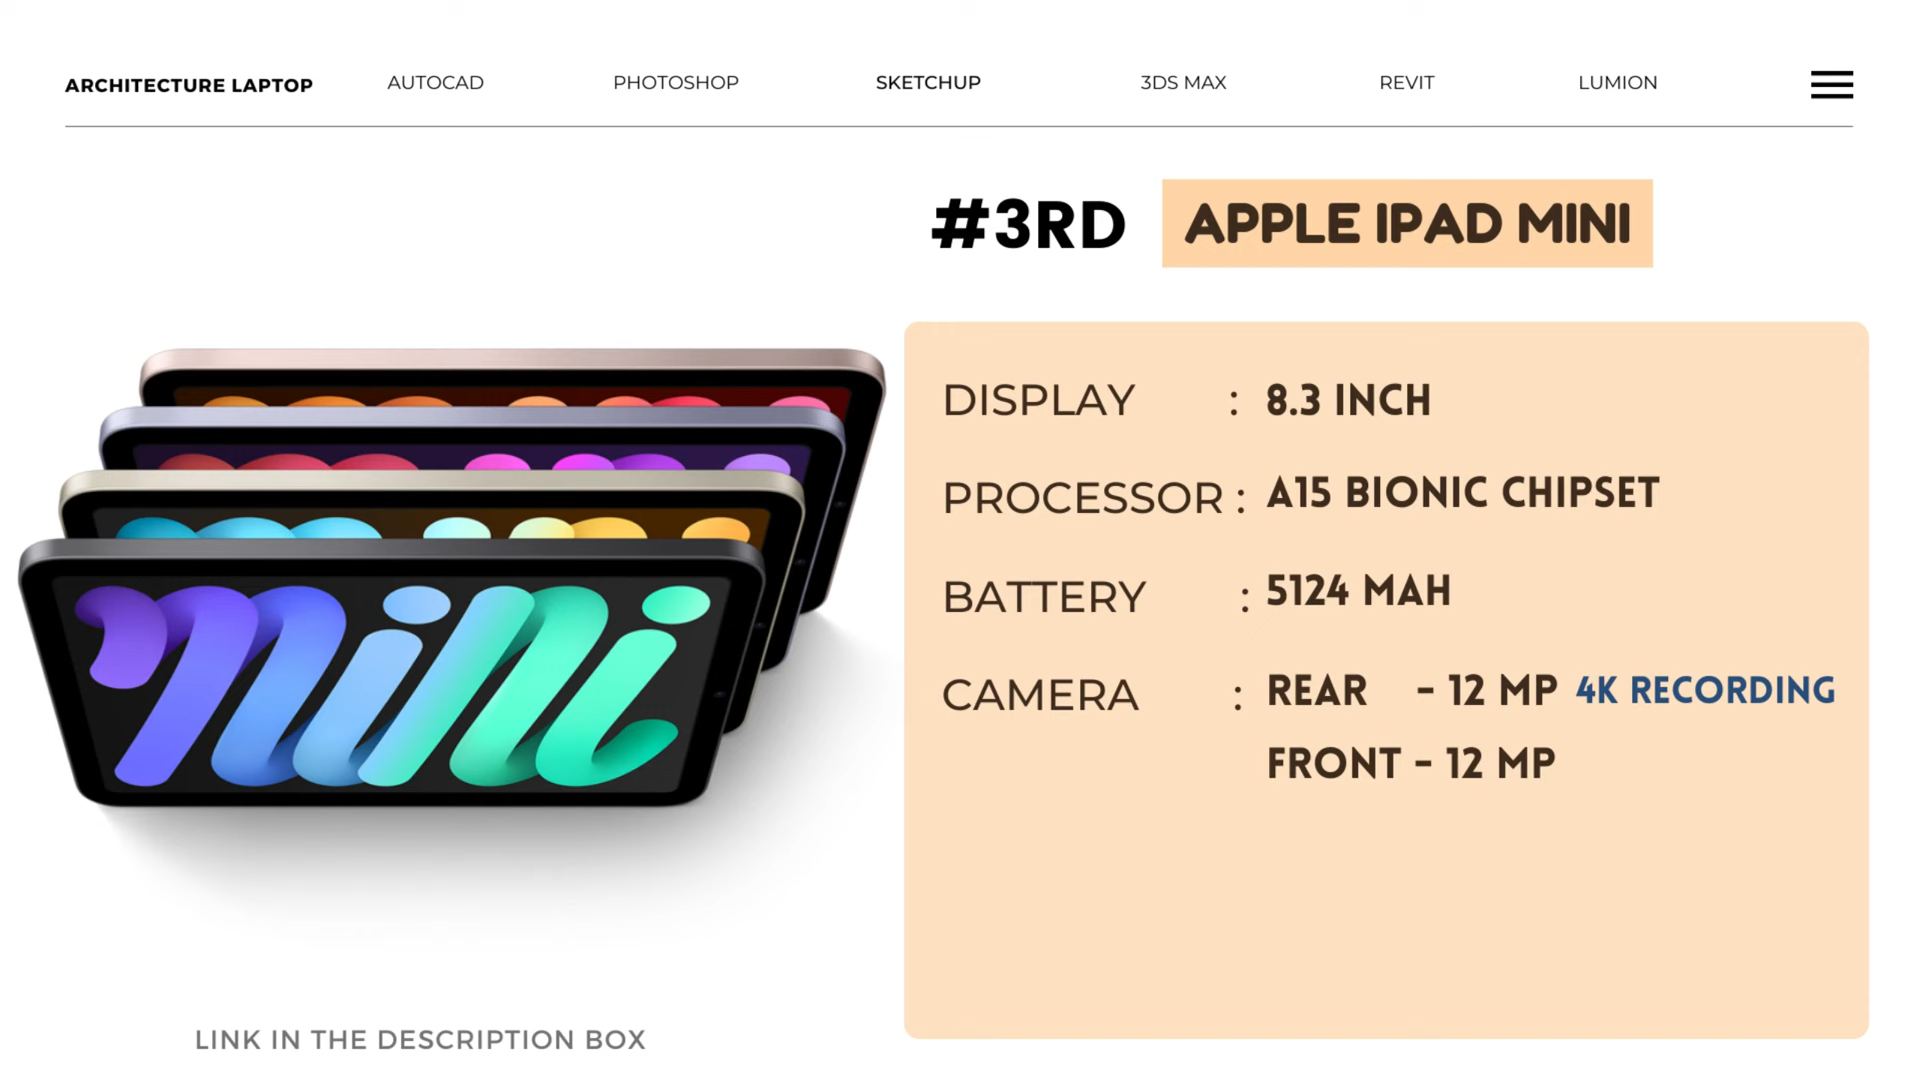 ARCHITECTURE LAPTOP AUTOCAD PHOTOSHOP SKETCHUP 3DS MAX REVIT LUMION
#3RD APPLE IPAD MINI
DISPLAY : 8.3 INCH
PROCESSOR : A15 BIONIC CHIPSET
BATTERY : 5124 MAH
CAMERA : REAR - 12 MP 4K RECORDING
FRONT - 12 MP
mini
LINK IN THE DESCRIPTION BOX